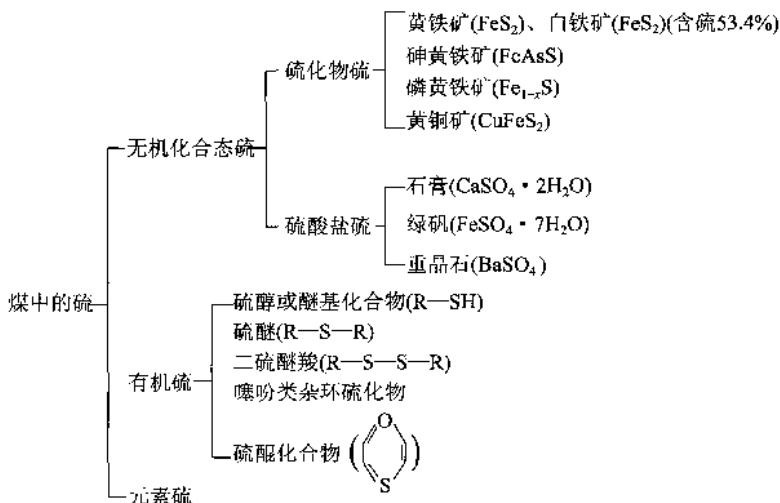 黄铁矿(FeS₂)、白铁矿(FeS₂)(含硫53.4%)
砷黄铁矿(FeAsS)
硫化物硫
磷黄铁矿(Fe₁₋ₓS)
黄铜矿(CuFeS₂)
无机化合态硫
石膏(CaSO₄·2H₂O)
硫酸盐硫
绿矾(FeSO₄·7H₂O)
重晶石(BaSO₄)
煤中的硫
硫醇或醚基化合物(R—SH)
硫醚(R—S—R)
有机硫
二硫醚羧(R—S—S—R)
噻吩类杂环硫化物
硫醌化合物(O S)
元素硫